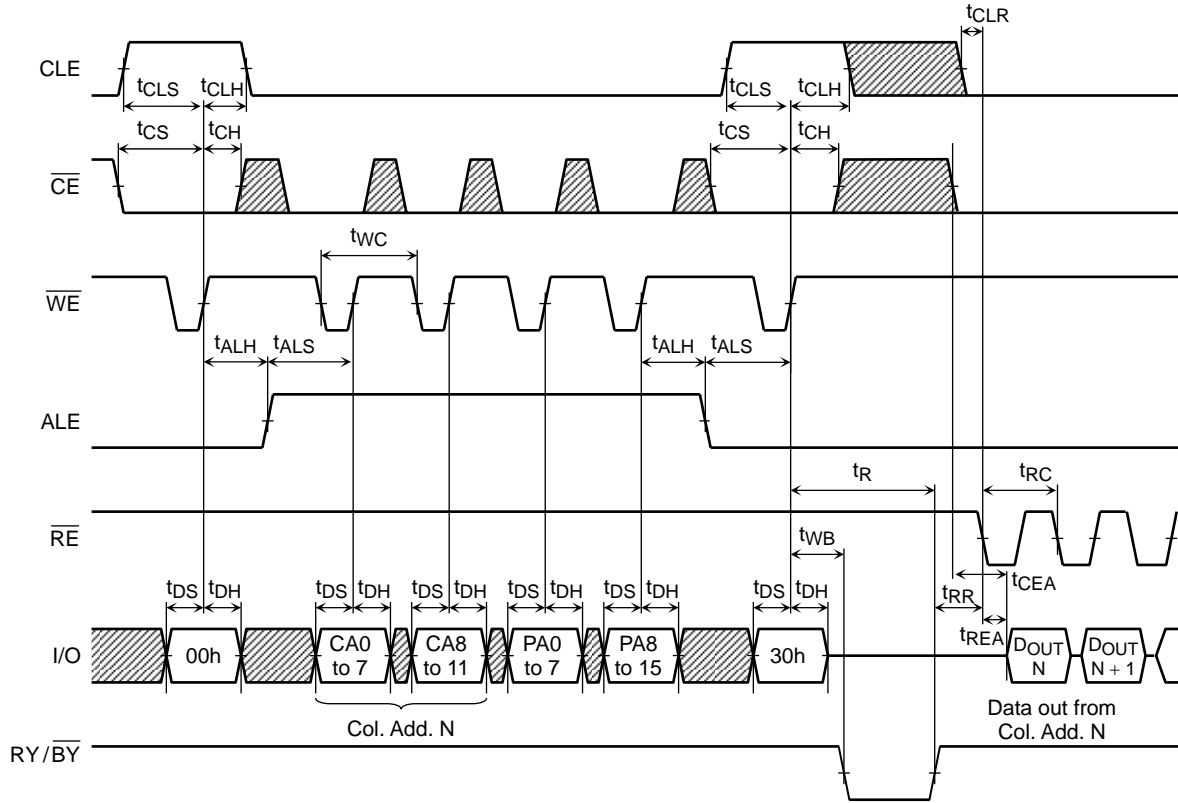 tCLR
CLE
tCLS tCLH tCLS tCLH
tCS tCH tCS tCH
CE
tWC
WE
tALH tALS tALH tALS
ALE
tR tRC
RE
tWB
tDS tDH tDS tDH tDS tDH tDS tDH tDS tDH tDS tDH tCEA
tRR
tREA
I/O 00h CA0 to 7 CA8 to 11 PA0 to 7 PA8 to 15 30h DOUT N DOUT N + 1
Col. Add. N
Data out from
Col. Add. N
RY/BY